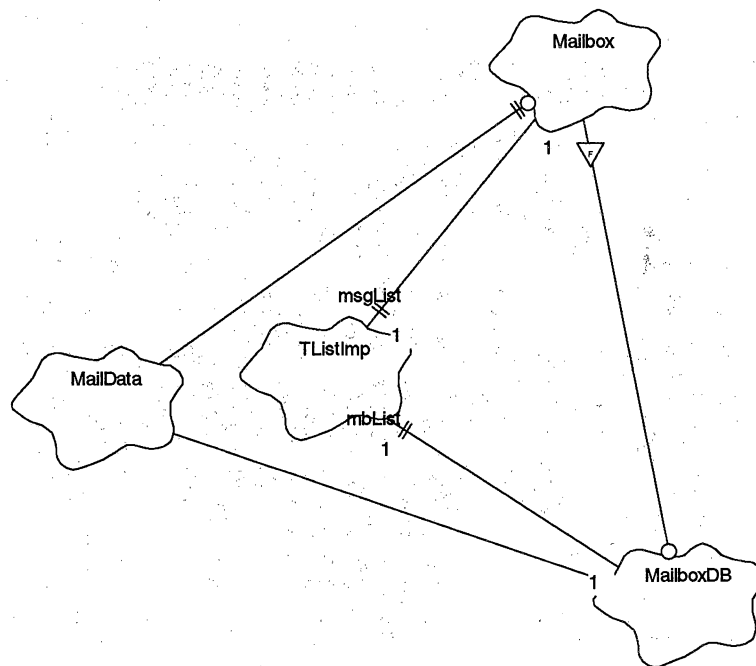 Mailbox
1
F
msgList
1
TListImp
MailData
mbList
1
MailboxDB
1